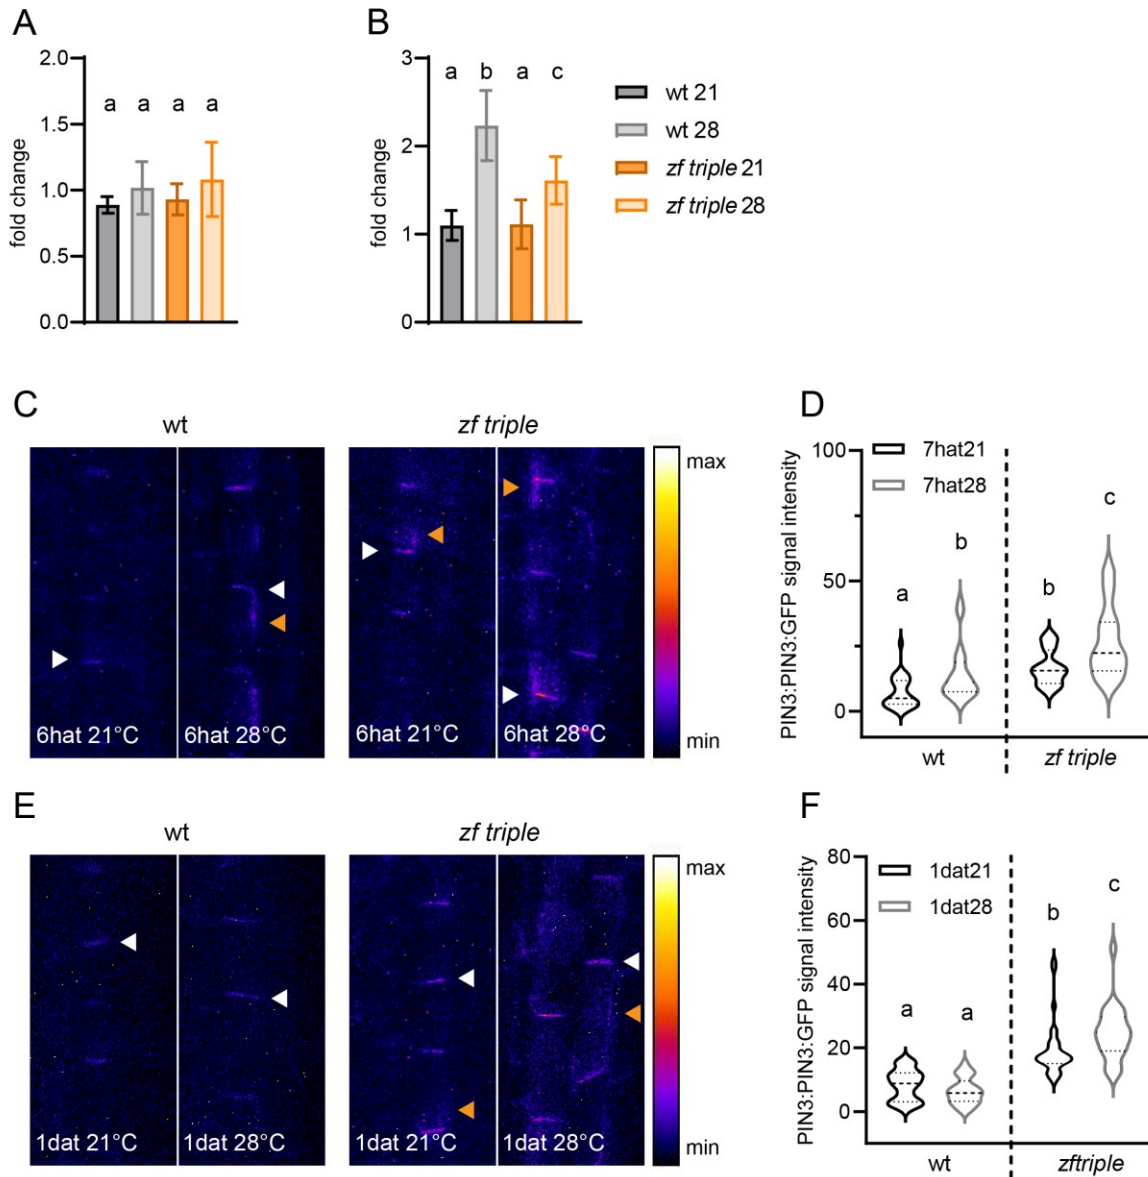 A
B
2.0
1.5
1.0
0.5
0.0
fold change
a a a a
3
2
1
0
fold change
a b a c
wt 21
wt 28
zf triple 21
zf triple 28
C
wt
zf triple
6hat 21°C
6hat 28°C
6hat 21°C
6hat 28°C
max
min
D
100
50
0
PIN3:PIN3:GFP signal intensity
7hat21
7hat28
a
b
b
c
wt
zf triple
E
wt
zf triple
1dat 21°C
1dat 28°C
1dat 21°C
1dat 28°C
max
min
F
80
60
40
20
0
PIN3:PIN3:GFP signal intensity
1dat21
1dat28
a
a
b
c
wt
zftriple